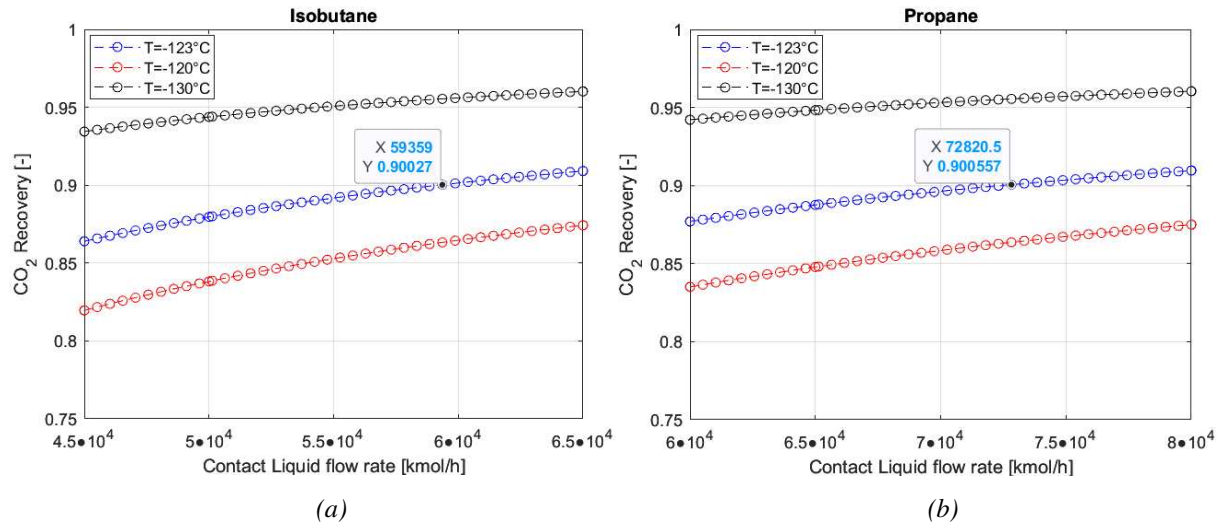 Isobutane
1
T=-123°C
T=-120°C
T=-130°C
0.95
X 59359
Y 0.90027
0.9
0.85
0.8
0.75
CO2 Recovery [-]
4.5•10^4
5•10^4
5.5•10^4
6•10^4
6.5•10^4
Contact Liquid flow rate [kmol/h]
(a)
Propane
1
T=-123°C
T=-120°C
T=-130°C
0.95
X 72820.5
Y 0.900557
0.9
0.85
0.8
0.75
CO2 Recovery [-]
6•10^4
6.5•10^4
7•10^4
7.5•10^4
8•10^4
Contact Liquid flow rate [kmol/h]
(b)